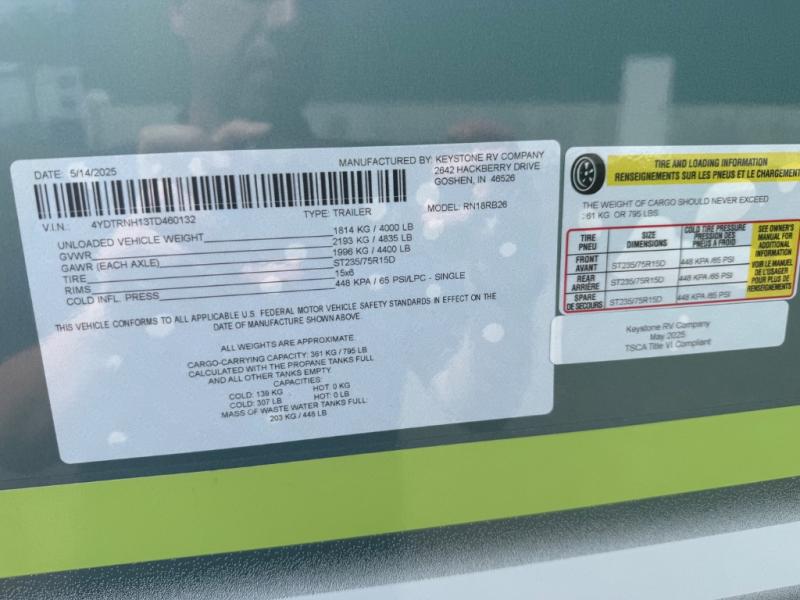 DATE: 5/14/2025
MANUFACTURED BY: KEYSTONE RV COMPANY
2642 HACKBERRY DRIVE
GOSHEN, IN 46526
V.I.N.: 4YDTRNH13TD460132
TYPE: TRAILER
MODEL: RN18RB26
UNLOADED VEHICLE WEIGHT 1814 KG / 4000 LB
GVWR 2193 KG / 4835 LB
GAWR (EACH AXLE) 1996 KG / 4400 LB
TIRE ST235/75R15D
RIMS 15x6
COLD INFL. PRESS 448 KPA / 65 PSI/LPC - SINGLE
THIS VEHICLE CONFORMS TO ALL APPLICABLE U.S. FEDERAL MOTOR VEHICLE SAFETY STANDARDS IN EFFECT ON THE
DATE OF MANUFACTURE SHOWN ABOVE.
ALL WEIGHTS ARE APPROXIMATE.
CARGO-CARRYING CAPACITY: 361 KG / 795 LB
CALCULATED WITH THE PROPANE TANKS FULL
AND ALL OTHER TANKS EMPTY.
CAPACITIES:
COLD: 139 KG HOT: 0 KG
COLD: 307 LB HOT: 0 LB
MASS OF WASTE WATER TANKS FULL:
203 KG / 448 LB
TIRE AND LOADING INFORMATION
RENSEIGNEMENTS SUR LES PNEUS ET LE CHARGEMENT
THE WEIGHT OF CARGO SHOULD NEVER EXCEED
361 KG OR 795 LBS.
TIRE PNEU
SIZE DIMENSIONS
COLD TIRE PRESSURE PRESSION DES PNEUS A FROID
FRONT AVANT ST235/75R15D 448 KPA /65 PSI
REAR ARRIÈRE ST235/75R15D 448 KPA /65 PSI
SPARE DE SECOURS ST235/75R15D 448 KPA /65 PSI
SEE OWNER'S
MANUAL FOR
ADDITIONAL
INFORMATION
VOIR LE MANUEL
DE L'USAGER
POUR PLUS DE
RENSEIGNEMENTS
Keystone RV Company
May 2025
TSCA Title VI Compliant